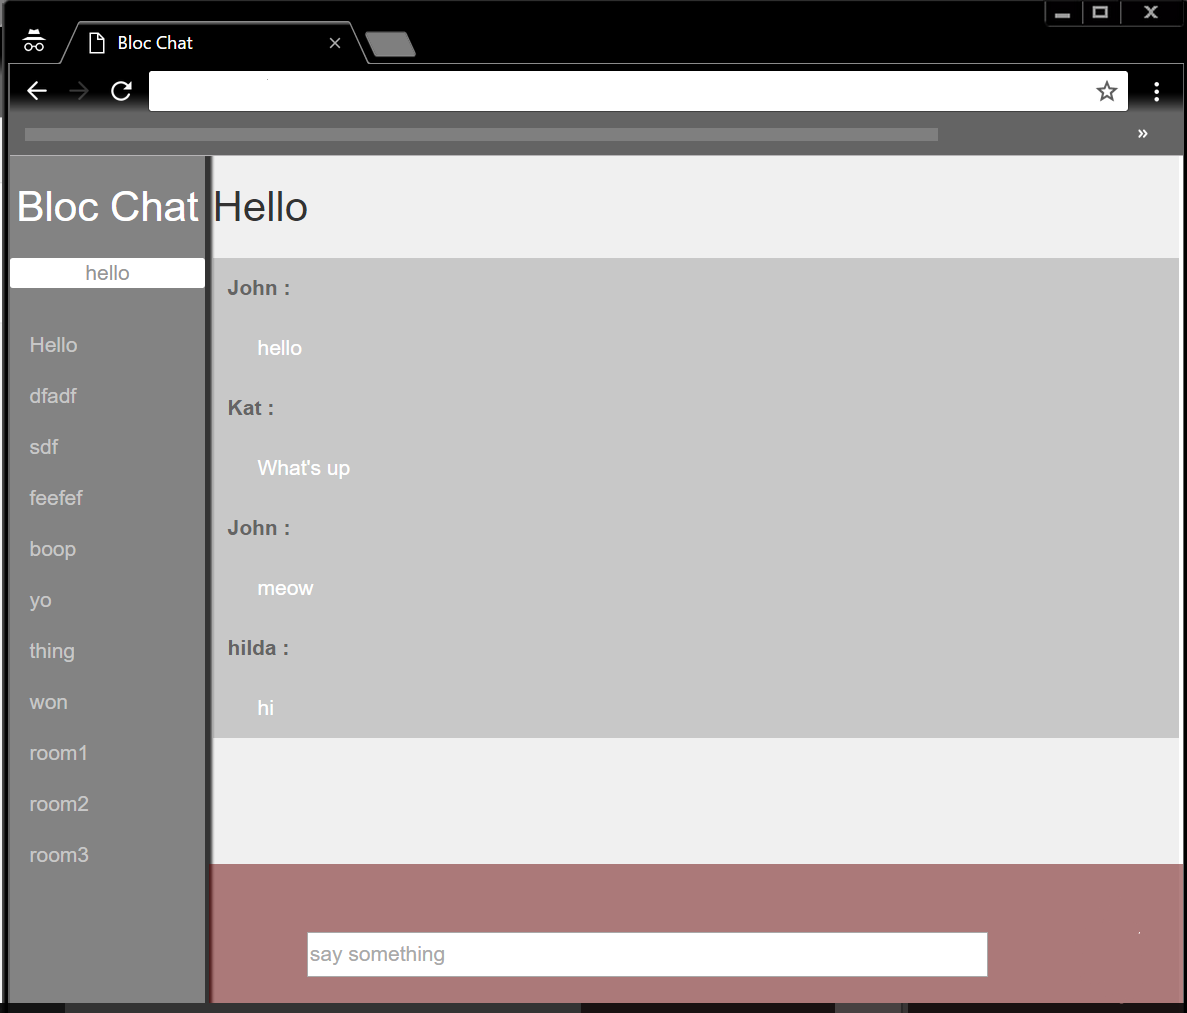 Bloc Chat
»
Bloc Chat
hello
Hello
dfadf
sdf
feefef
boop
yo
thing
won
room1
room2
room3
Hello
John :
hello
Kat :
What's up
John :
meow
hilda :
hi
say something